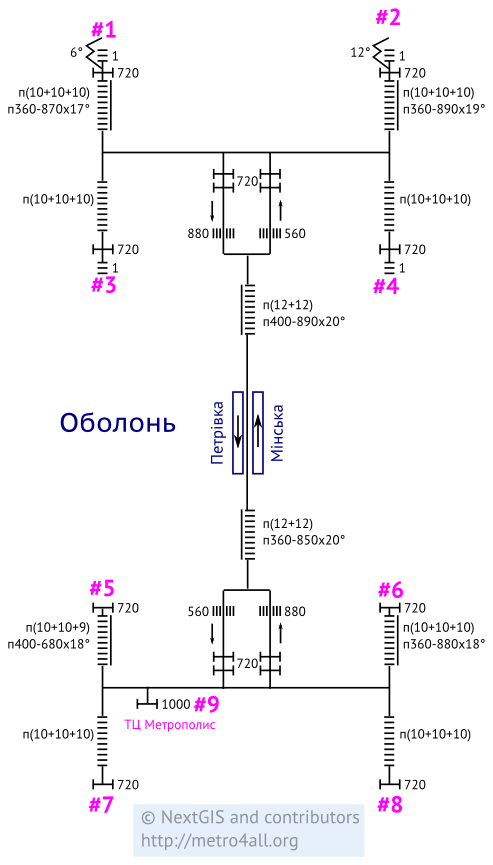 #1
#2
6° 1
12° 1
720
720
п(10+10+10)
п360-870x17°
п(10+10+10)
п360-890x19°
п(10+10+10)
720
п(10+10+10)
720
720
880
560
720
1
#3
1
#4
п(12+12)
п400-890x20°
Оболонь
Петрівка
Мінська
п(12+12)
п360-850x20°
#5
#6
720
560
880
720
п(10+10+9)
п400-680x18°
п(10+10+10)
п360-880x18°
720
1000 #9
ТЦ Метрополис
п(10+10+10)
п(10+10+10)
720
720
#7
#8
© NextGIS and contributors
http://metro4all.org